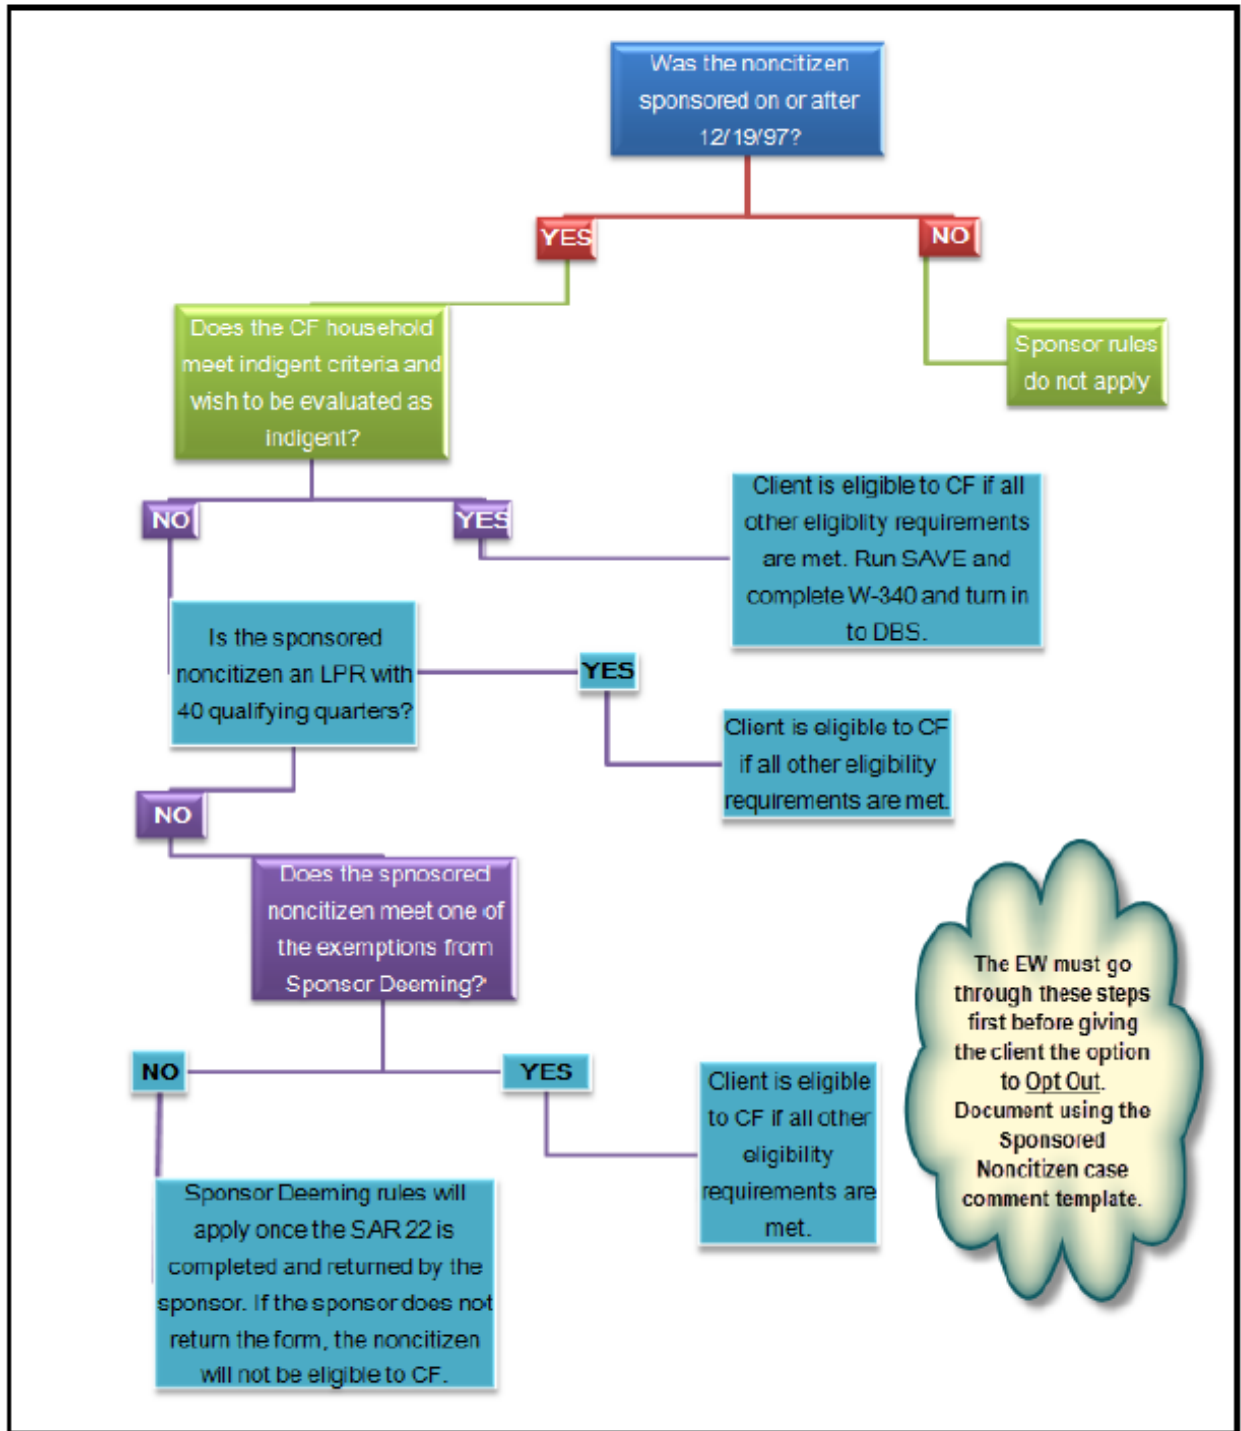 Was the noncitizen
sponsored on or after
12/19/97?
YES
NO
Does the CF household
meet indigent criteria and
wish to be evaluated as
indigent?
Sponsor rules
do not apply
NO
YES
Client is eligible to CF if all
other eligiblity requirements
are met. Run SAVE and
complete W-340 and turn in
to DBS.
Is the sponsored
noncitizen an LPR with
40 qualifying quarters?
YES
Client is eligible to CF
if all other eligibility
requirements are met.
NO
Does the spnosored
noncitizen meet one of
the exemptions from
Sponsor Deeming?
NO
YES
Client is eligible
to CF if all other
eligibility
requirements are
met.
Sponsor Deeming rules will
apply once the SAR 22 is
completed and returned by the
sponsor. If the sponsor does not
return the form, the noncitizen
will not be eligible to CF.
The EW must go
through these steps
first before giving
the client the option
to Opt Out.
Document using the
Sponsored
Noncitizen case
comment template.